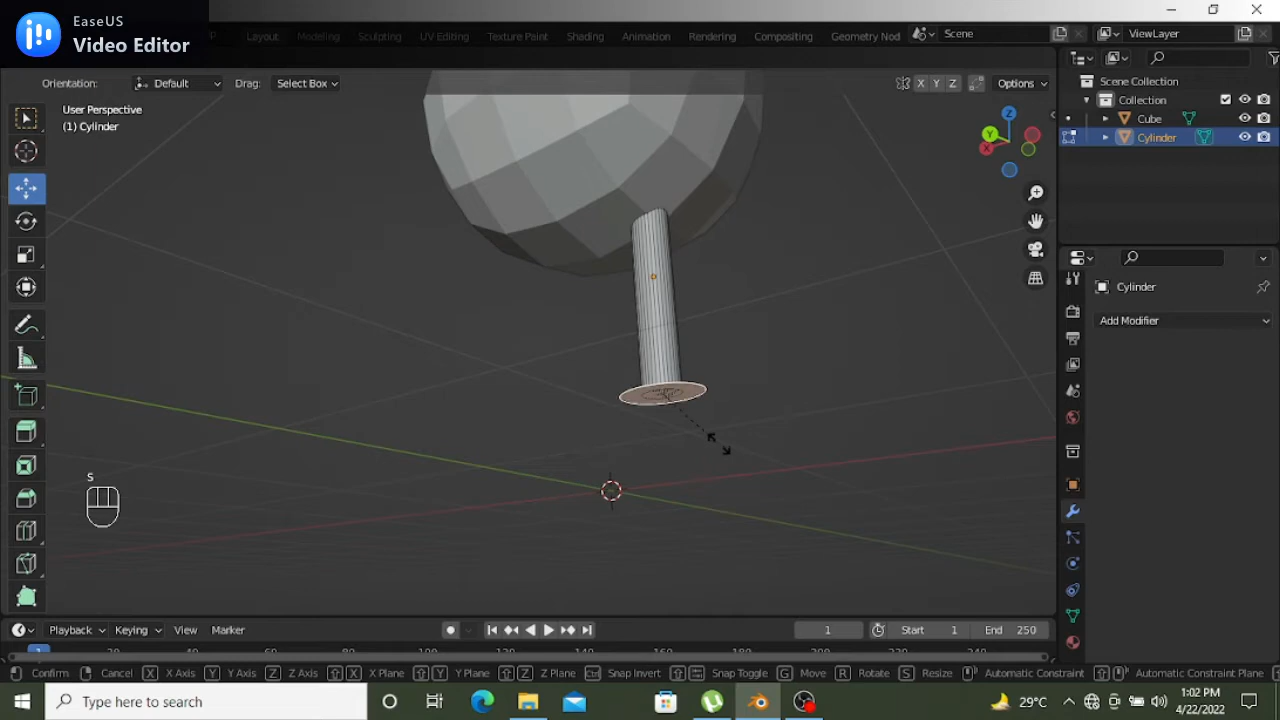 EaseUS
Video Editor
Layout
Modeling
Sculpting
UV Editing
Texture Paint
Shading
Animation
Rendering
Compositing
Geometry Nod
Scene
ViewLayer
Orientation:
Default
Drag:
Select Box
X
Y
Z
Options
Scene Collection
Collection
Cube
Cylinder
User Perspective
(1) Cylinder
Z
Y
X
Cylinder
Add Modifier
S
Playback
Keying
View
Marker
1
Start 1
End 250
Confirm
Cancel
X X Axis
Y Y Axis
Z Z Axis
X X Plane
Y Y Plane
Z Z Plane
Ctrl Snap Invert
Snap Toggle
G Move
R Rotate
S Resize
Automatic Constraint
Automatic Constraint Plane
Type here to search
29°C
1:02 PM
4/22/2022